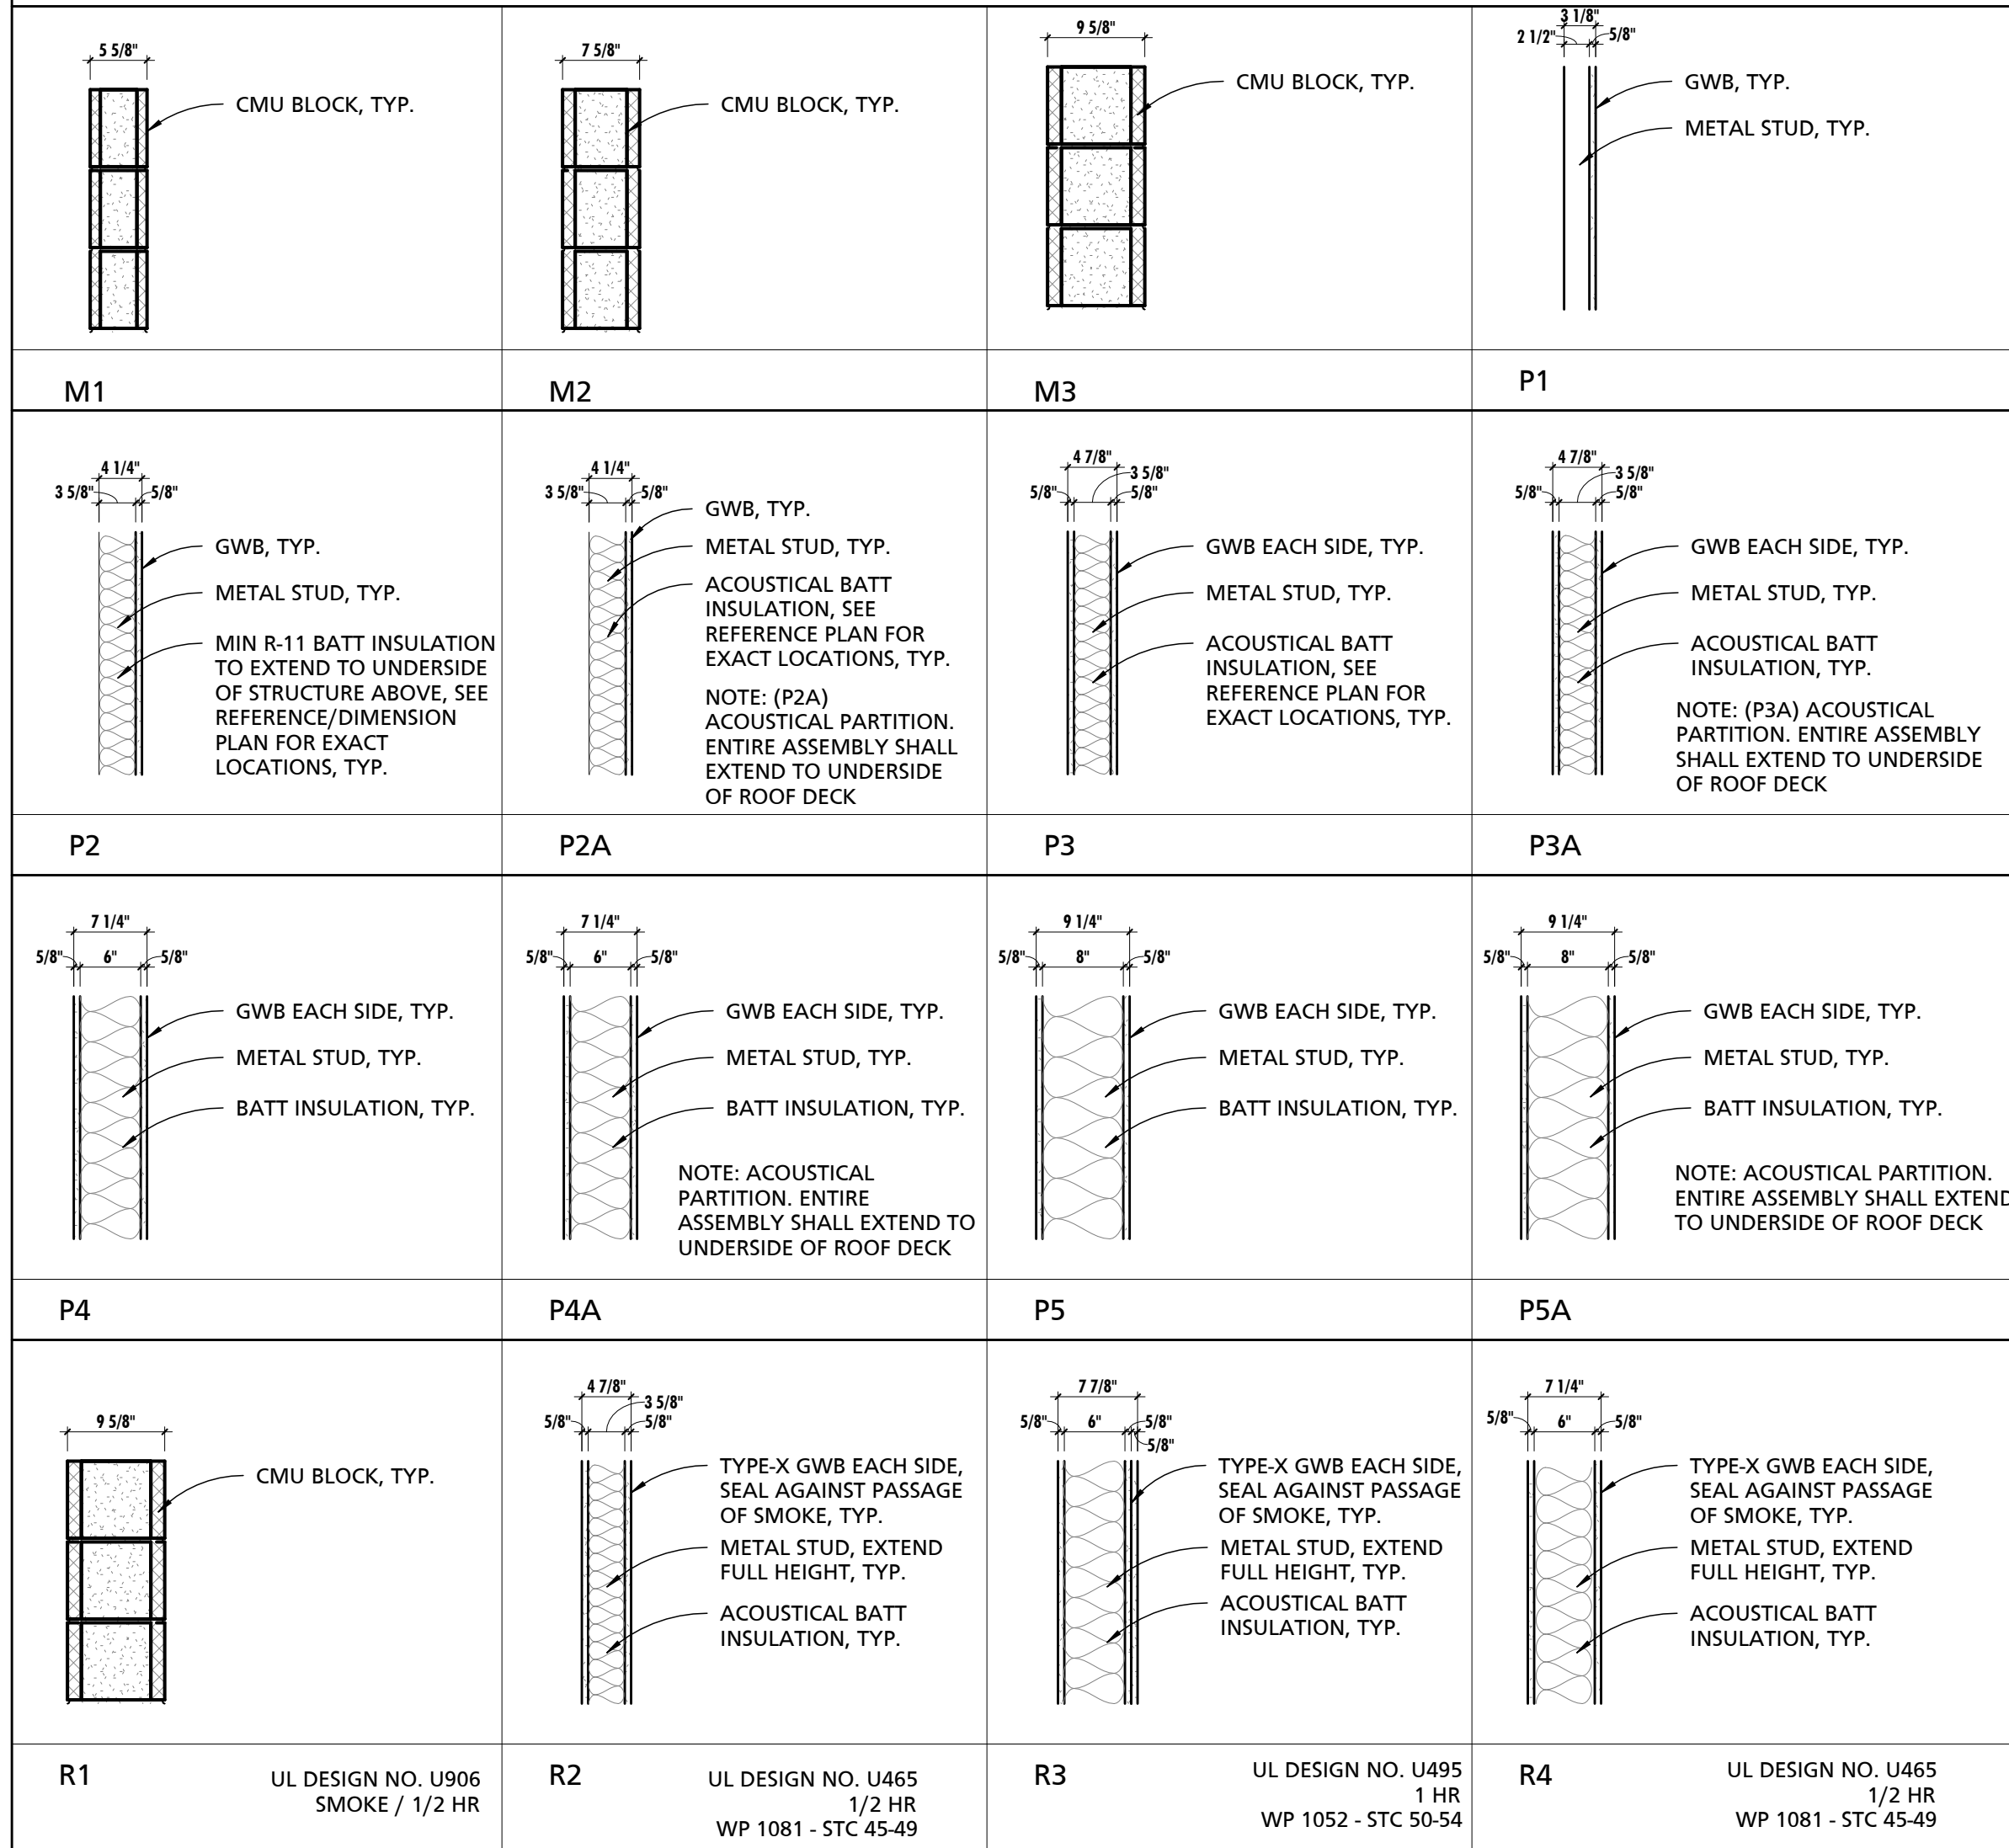 5 5/8"
CMU BLOCK, TYP.
M1
7 5/8"
CMU BLOCK, TYP.
M2
9 5/8"
CMU BLOCK, TYP.
M3
3 1/8"
2 1/2"
5/8"
GWB, TYP.
METAL STUD, TYP.
P1
4 1/4"
3 5/8"
5/8"
GWB, TYP.
METAL STUD, TYP.
MIN R-11 BATT INSULATION
TO EXTEND TO UNDERSIDE
OF STRUCTURE ABOVE, SEE
REFERENCE/DIMENSION
PLAN FOR EXACT
LOCATIONS, TYP.
P2
4 1/4"
3 5/8"
5/8"
GWB, TYP.
METAL STUD, TYP.
ACOUSTICAL BATT
INSULATION, SEE
REFERENCE PLAN FOR
EXACT LOCATIONS, TYP.
NOTE: (P2A)
ACOUSTICAL PARTITION.
ENTIRE ASSEMBLY SHALL
EXTEND TO UNDERSIDE
OF ROOF DECK
P2A
4 7/8"
3 5/8"
5/8"
5/8"
GWB EACH SIDE, TYP.
METAL STUD, TYP.
ACOUSTICAL BATT
INSULATION, SEE
REFERENCE PLAN FOR
EXACT LOCATIONS, TYP.
P3
4 7/8"
3 5/8"
5/8"
5/8"
GWB EACH SIDE, TYP.
METAL STUD, TYP.
ACOUSTICAL BATT
INSULATION, TYP.
NOTE: (P3A) ACOUSTICAL
PARTITION. ENTIRE ASSEMBLY
SHALL EXTEND TO UNDERSIDE
OF ROOF DECK
P3A
7 1/4"
5/8"
6"
5/8"
GWB EACH SIDE, TYP.
METAL STUD, TYP.
BATT INSULATION, TYP.
P4
7 1/4"
5/8"
6"
5/8"
GWB EACH SIDE, TYP.
METAL STUD, TYP.
BATT INSULATION, TYP.
NOTE: ACOUSTICAL
PARTITION. ENTIRE
ASSEMBLY SHALL EXTEND TO
UNDERSIDE OF ROOF DECK
P4A
9 1/4"
5/8"
8"
5/8"
GWB EACH SIDE, TYP.
METAL STUD, TYP.
BATT INSULATION, TYP.
P5
9 1/4"
5/8"
8"
5/8"
GWB EACH SIDE, TYP.
METAL STUD, TYP.
BATT INSULATION, TYP.
NOTE: ACOUSTICAL PARTITION.
ENTIRE ASSEMBLY SHALL EXTEND
TO UNDERSIDE OF ROOF DECK
P5A
9 5/8"
CMU BLOCK, TYP.
R1
UL DESIGN NO. U906
SMOKE / 1/2 HR
4 7/8"
3 5/8"
5/8"
5/8"
TYPE-X GWB EACH SIDE,
SEAL AGAINST PASSAGE
OF SMOKE, TYP.
METAL STUD, EXTEND
FULL HEIGHT, TYP.
ACOUSTICAL BATT
INSULATION, TYP.
R2
UL DESIGN NO. U465
1/2 HR
WP 1081 - STC 45-49
7 7/8"
5/8"
6"
5/8"
5/8"
TYPE-X GWB EACH SIDE,
SEAL AGAINST PASSAGE
OF SMOKE, TYP.
METAL STUD, EXTEND
FULL HEIGHT, TYP.
ACOUSTICAL BATT
INSULATION, TYP.
R3
UL DESIGN NO. U495
1 HR
WP 1052 - STC 50-54
7 1/4"
5/8"
6"
5/8"
TYPE-X GWB EACH SIDE,
SEAL AGAINST PASSAGE
OF SMOKE, TYP.
METAL STUD, EXTEND
FULL HEIGHT, TYP.
ACOUSTICAL BATT
INSULATION, TYP.
R4
UL DESIGN NO. U465
1/2 HR
WP 1081 - STC 45-49